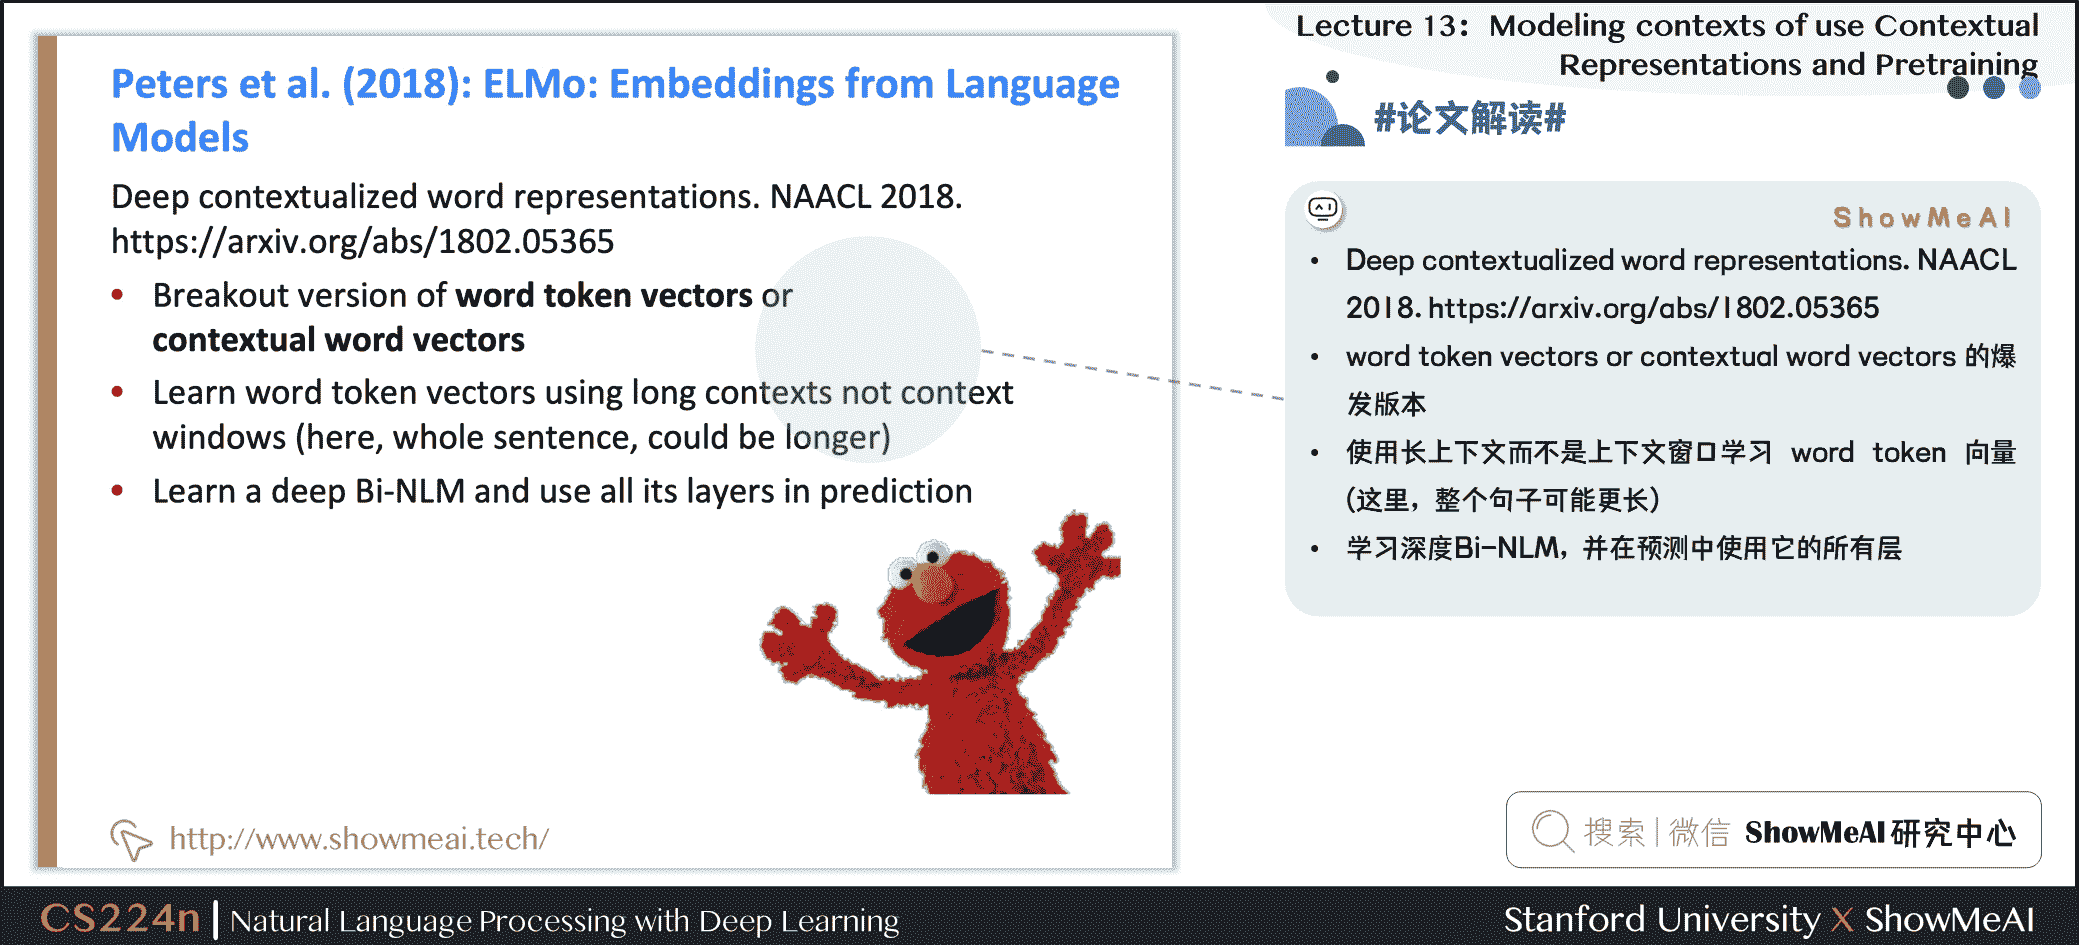 Lecture 13: Modeling contexts of use Contextual
Representations and Pretraining
Peters et al. (2018): ELMo: Embeddings from Language
Models
Deep contextualized word representations. NAACL 2018.
https://arxiv.org/abs/1802.05365
• Breakout version of word token vectors or
contextual word vectors
• Learn word token vectors using long contexts not context
windows (here, whole sentence, could be longer)
• Learn a deep Bi-NLM and use all its layers in prediction
http://www.showmeai.tech/
#论文解读#
ShowMeAI
• Deep contextualized word representations. NAACL
2018. https://arxiv.org/abs/1802.05365
• word token vectors or contextual word vectors 的爆
发版本
• 使用长上下文而不是上下文窗口学习 word token 向量
(这里，整个句子可能更长)
• 学习深度Bi-NLM，并在预测中使用它的所有层
搜索|微信 ShowMeAI研究中心
CS224n | Natural Language Processing with Deep Learning
Stanford University X ShowMeAI